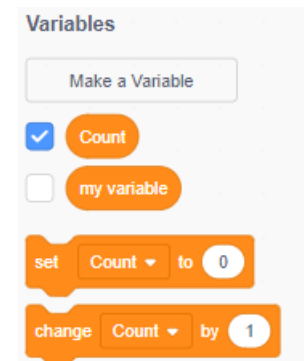 Variables
Make a Variable
Count
my variable
set Count to 0
change Count by 1